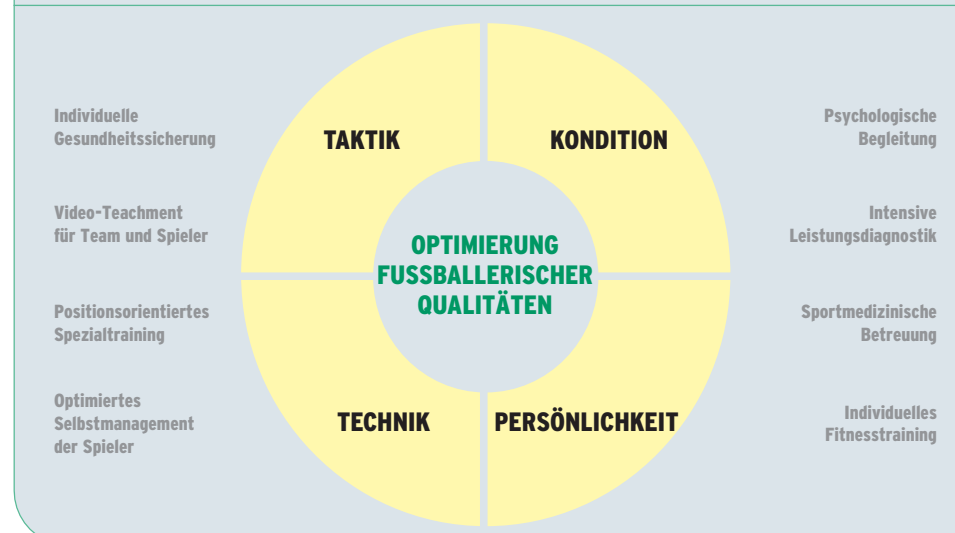 Individuelle
Gesundheitssicherung
Video-Teachment
für Team und Spieler
Positionsorientiertes
Spezialtraining
Optimiertes
Selbstmanagement
der Spieler
TAKTIK
KONDITION
OPTIMIERUNG
FUSSBALLERISCHER
QUALITÄTEN
TECHNIK
PERSÖNLICHKEIT
Psychologische
Begleitung
Intensive
Leistungsdiagnostik
Sportmedizinische
Betreuung
Individuelles
Fitnesstraining